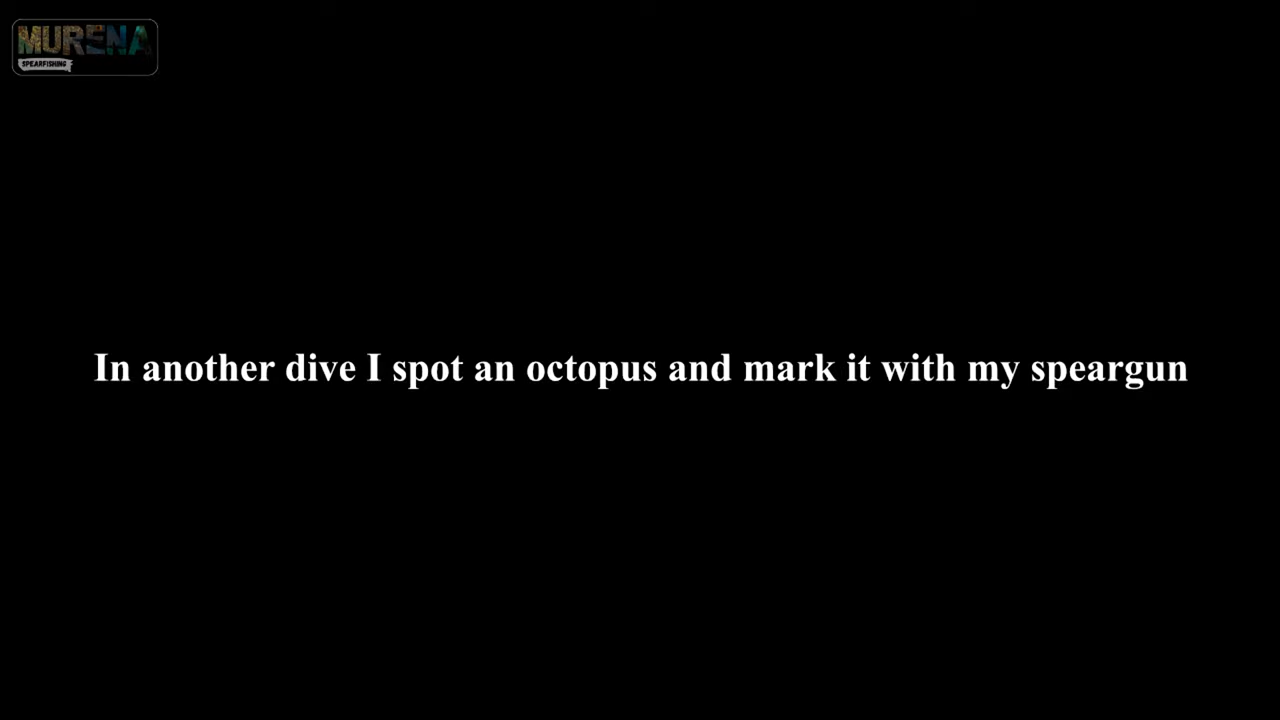 MURENA
SPEARFISHING
In another dive I spot an octopus and mark it with my speargun